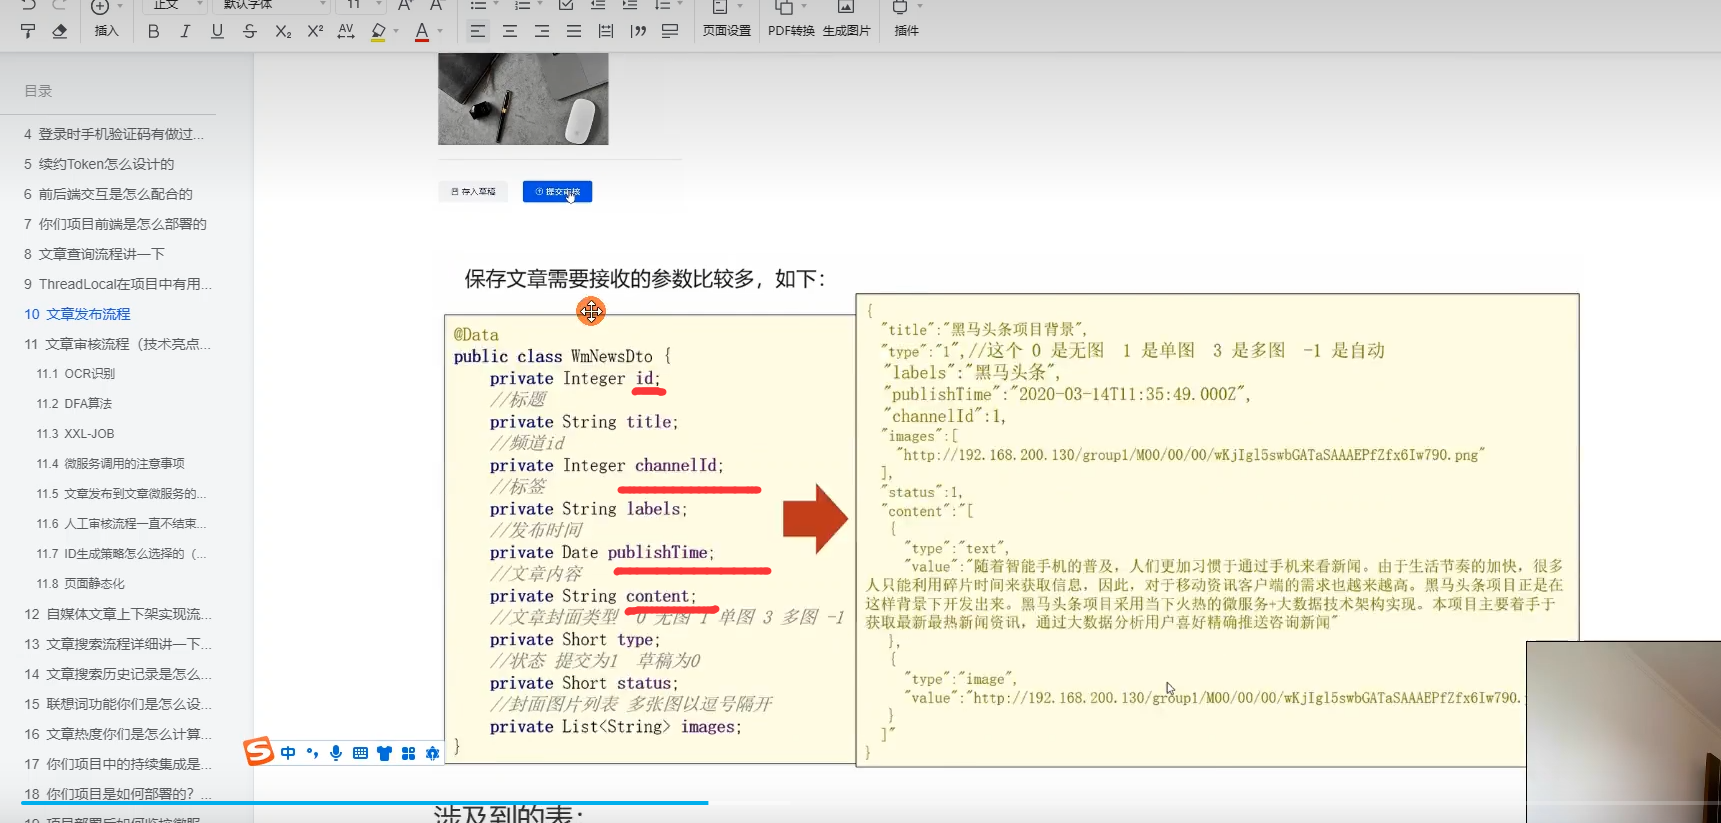 正文
默认字体
11
插入
B I U S X₂ X² AV A
页面设置
PDF转换 生成图片
插件
目录
4 登录时手机验证码有做过...
5 续约Token怎么设计的
6 前后端交互是怎么配合的
7 你们项目前端是怎么部署的
8 文章查询流程讲一下
9 ThreadLocal在项目中有用...
10 文章发布流程
11 文章审核流程（技术亮点...
11.1 OCR识别
11.2 DFA算法
11.3 XXL-JOB
11.4 微服务调用的注意事项
11.5 文章发布到文章微服务的...
11.6 人工审核流程一直不结束...
11.7 ID生成策略怎么选择的（...
11.8 页面静态化
12 自媒体文章上下架实现流...
13 文章搜索流程详细讲一下...
14 文章搜索历史记录是怎么...
15 联想词功能你们是怎么设...
16 文章热度你们是怎么计算...
17 你们项目中的持续集成是...
18 你们项目是如何部署的？...
存入草稿
提交审核
保存文章需要接收的参数比较多，如下：
@Data
public class WmNewsDto {
private Integer id;
//标题
private String title;
//频道id
private Integer channelId;
//标签
private String labels;
//发布时间
private Date publishTime;
//文章内容
private String content;
//文章封面类型 0 无图 1 单图 3 多图 -1
private Short type;
//状态 提交为1 草稿为0
private Short status;
//封面图片列表 多张图以逗号隔开
private List<String> images;
}
{
"title":"黑马头条项目背景",
"type":"1",//这个 0 是无图 1 是单图 3 是多图 -1 是自动
"labels":"黑马头条",
"publishTime":"2020-03-14T11:35:49.000Z",
"channelId":1,
"images":[
"http://192.168.200.130/group1/M00/00/00/wKjIgl5swbGATaSAAAEPfZfx6Iw790.png"
],
"status":1,
"content":"[
{
"type":"text",
"value":"随着智能手机的普及，人们更加习惯于通过手机来看新闻。由于生活节奏的加快，很多
人只能利用碎片时间来获取信息，因此，对于移动资讯客户端的需求也越来越高。黑马头条项目正是在
这样背景下开发出来。黑马头条项目采用当下火热的微服务+大数据技术架构实现。本项目主要着手于
获取最新最热新闻资讯，通过大数据分析用户喜好精确推送咨询新闻"
},
{
"type":"image",
"value":"http://192.168.200.130/group1/M00/00/00/wKjIgl5swbGATaSAAAEPfZfx6Iw790.
}
]"
}
中
涉及到的表：